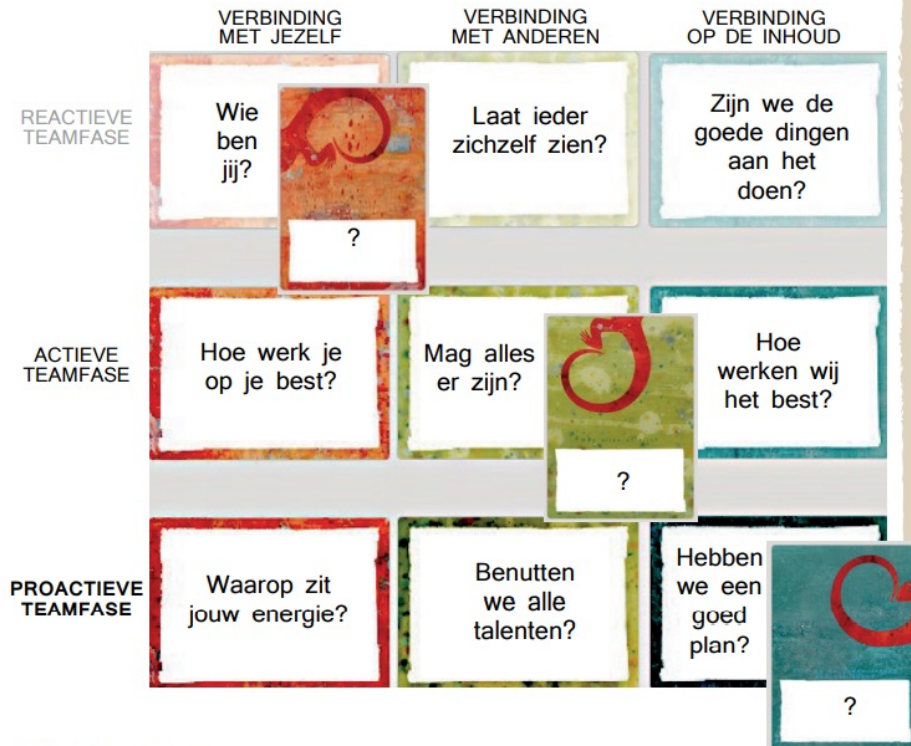 VERBINDING
MET JEZELF
VERBINDING
MET ANDEREN
VERBINDING
OP DE INHOUD
REACTIEVE
TEAMFASE
Wie
ben
jij?
?
Laat ieder
zichzelf zien?
Zijn we de
goede dingen
aan het
doen?
ACTIEVE
TEAMFASE
Hoe werk je
op je best?
Mag alles
er zijn?
?
Hoe
werken wij
het best?
PROACTIEVE
TEAMFASE
Waarop zit
jouw energie?
Benutten
we alle
talenten?
Hebben
we een
goed
plan?
?